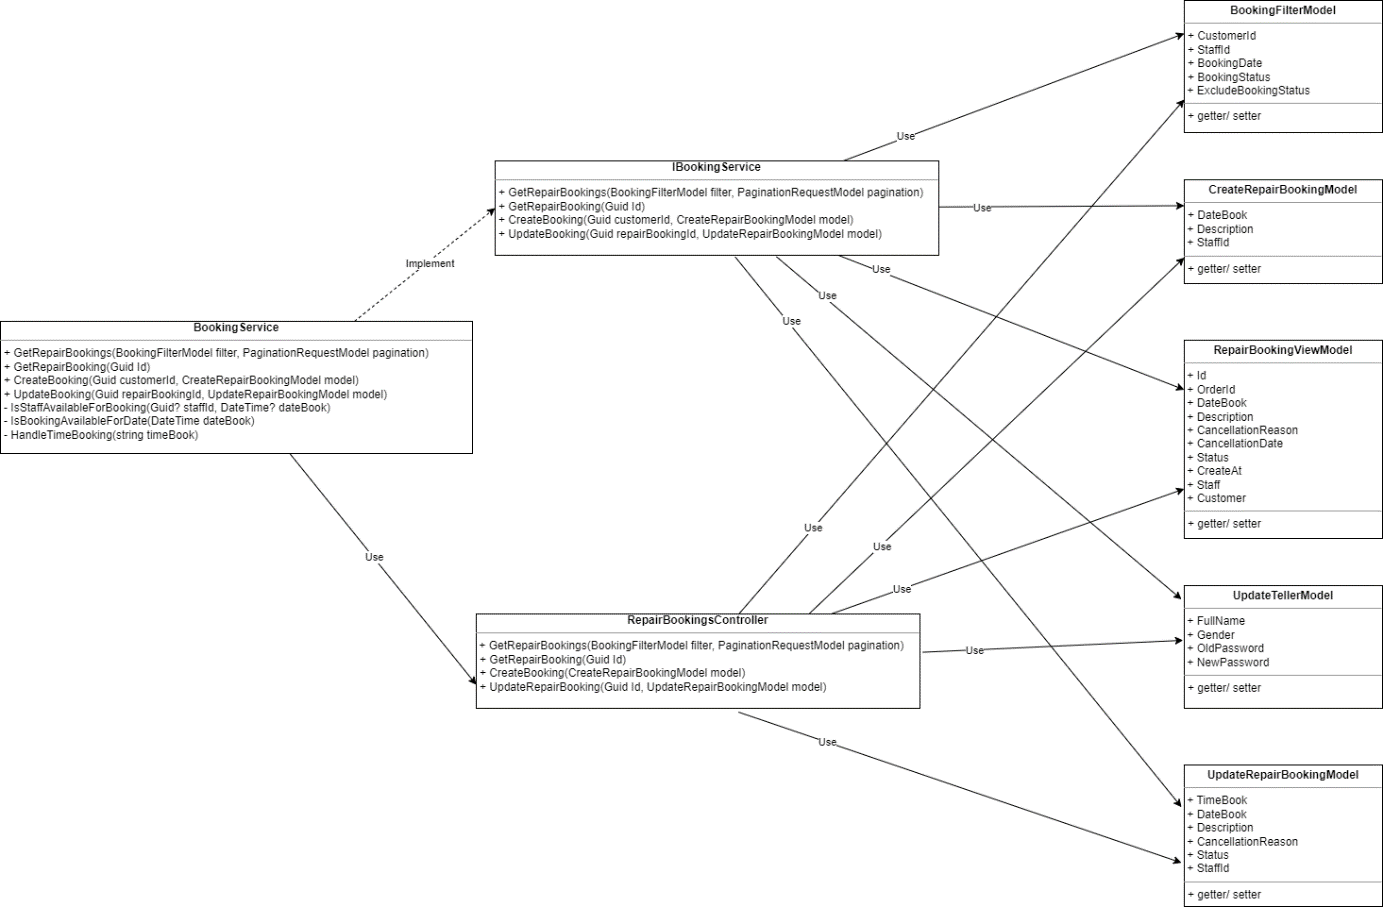 BookingFilterModel
+ CustomerId
+ StaffId
+ BookingDate
+ BookingStatus
+ ExcludeBookingStatus
+ getter/ setter
Use
IBookingService
+ GetRepairBookings(BookingFilterModel filter, PaginationRequestModel pagination)
+ GetRepairBooking(Guid Id)
+ CreateBooking(Guid customerId, CreateRepairBookingModel model)
+ UpdateBooking(Guid repairBookingId, UpdateRepairBookingModel model)
Use
CreateRepairBookingModel
+ DateBook
+ Description
+ StaffId
+ getter/ setter
Implement
Use
Use
Use
BookingService
+ GetRepairBookings(BookingFilterModel filter, PaginationRequestModel pagination)
+ GetRepairBooking(Guid Id)
+ CreateBooking(Guid customerId, CreateRepairBookingModel model)
+ UpdateBooking(Guid repairBookingId, UpdateRepairBookingModel model)
- IsStaffAvailableForBooking(Guid? staffId, DateTime? dateBook)
- IsBookingAvailableForDate(DateTime dateBook)
- HandleTimeBooking(string timeBook)
RepairBookingViewModel
+ Id
+ OrderId
+ DateBook
+ Description
+ CancellationReason
+ CancellationDate
+ Status
+ CreateAt
+ Staff
+ Customer
+ getter/ setter
Use
Use
Use
Use
RepairBookingsController
+ GetRepairBookings(BookingFilterModel filter, PaginationRequestModel pagination)
+ GetRepairBooking(Guid Id)
+ CreateBooking(CreateRepairBookingModel model)
+ UpdateRepairBooking(Guid Id, UpdateRepairBookingModel model)
Use
UpdateTellerModel
+ FullName
+ Gender
+ OldPassword
+ NewPassword
+ getter/ setter
Use
UpdateRepairBookingModel
+ TimeBook
+ DateBook
+ Description
+ CancellationReason
+ Status
+ StaffId
+ getter/ setter